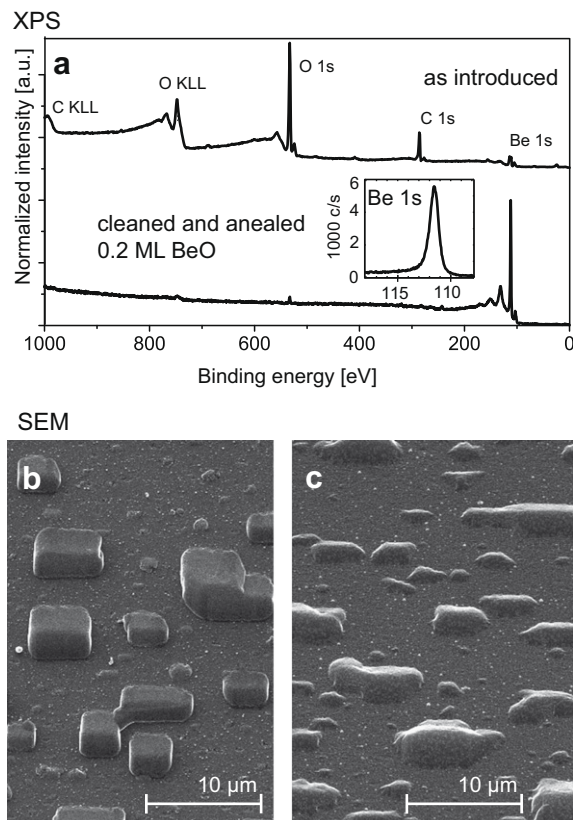 XPS
a
O 1s
as introduced
O KLL
C KLL
C 1s
Be 1s
Normalized intensity [a.u.]
cleaned and anealed
0.2 ML BeO
Be 1s
1000 c/s
6
4
2
0
115
110
1000
800
600
400
200
0
Binding energy [eV]
SEM
b
c
10 µm
10 µm